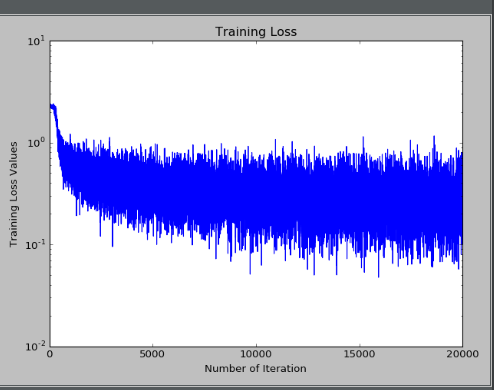 Training Loss
10¹
10⁰
10⁻¹
10⁻²
Training Loss Values
0 5000 10000 15000 20000
Number of Iteration